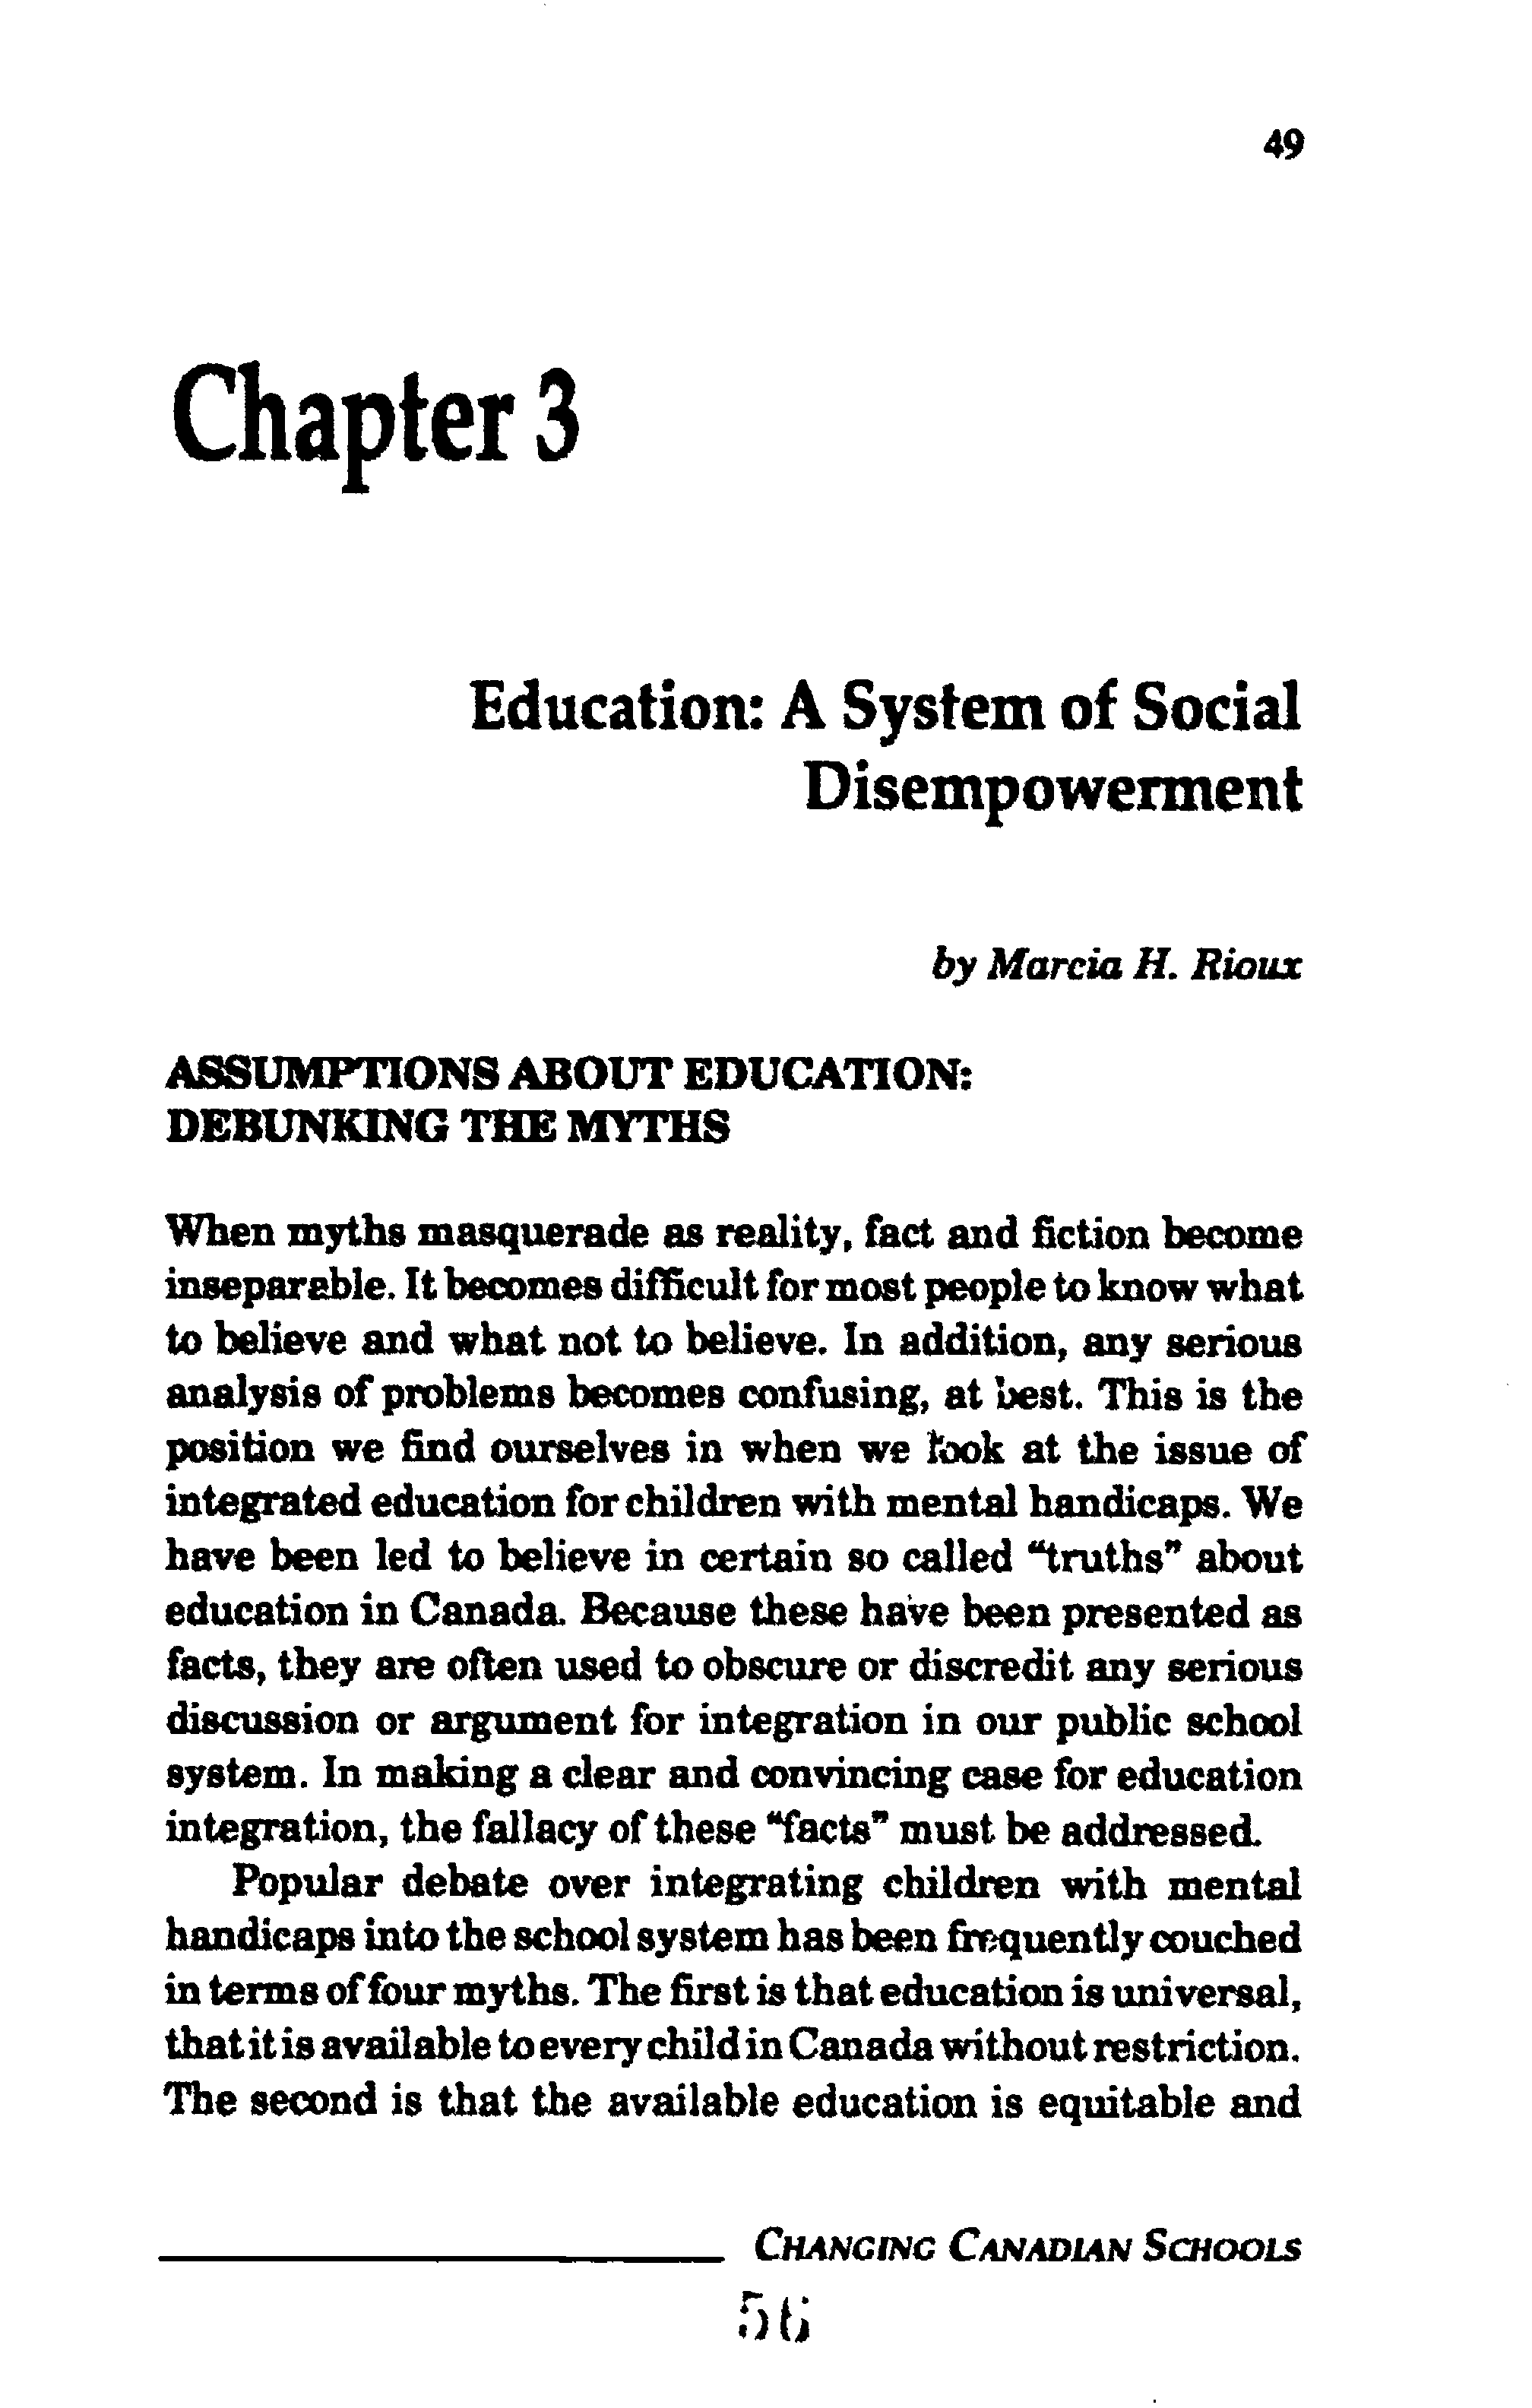 49
Chapter 3
Education: A System of Social
Disempowerment
by Marcia H. Rioux
ASSUMPTIONS ABOUT EDUCATION:
DEBUNKING THE MYTHS
When myths masquerade as reality, fact and fiction become
inseparable. It becomes difficult for most people to know what
to believe and what not to believe. In addition, any serious
analysis of problems becomes confusing, at best. This is the
position we find ourselves in when we look at the issue of
integrated education for children with mental handicaps. We
have been led to believe in certain so called "truths" about
education in Canada. Because these have been presented as
facts, they are often used to obscure or discredit any serious
discussion or argument for integration in our public school
system. In making a clear and convincing case for education
integration, the fallacy of these "facts" must be addressed.
Popular debate over integrating children with mental
handicaps into the school system has been frequently couched
in terms of four myths. The first is that education is universal,
that it is available to every child in Canada without restriction.
The second is that the available education is equitable and
CHANGING CANADIAN SCHOOLS
56